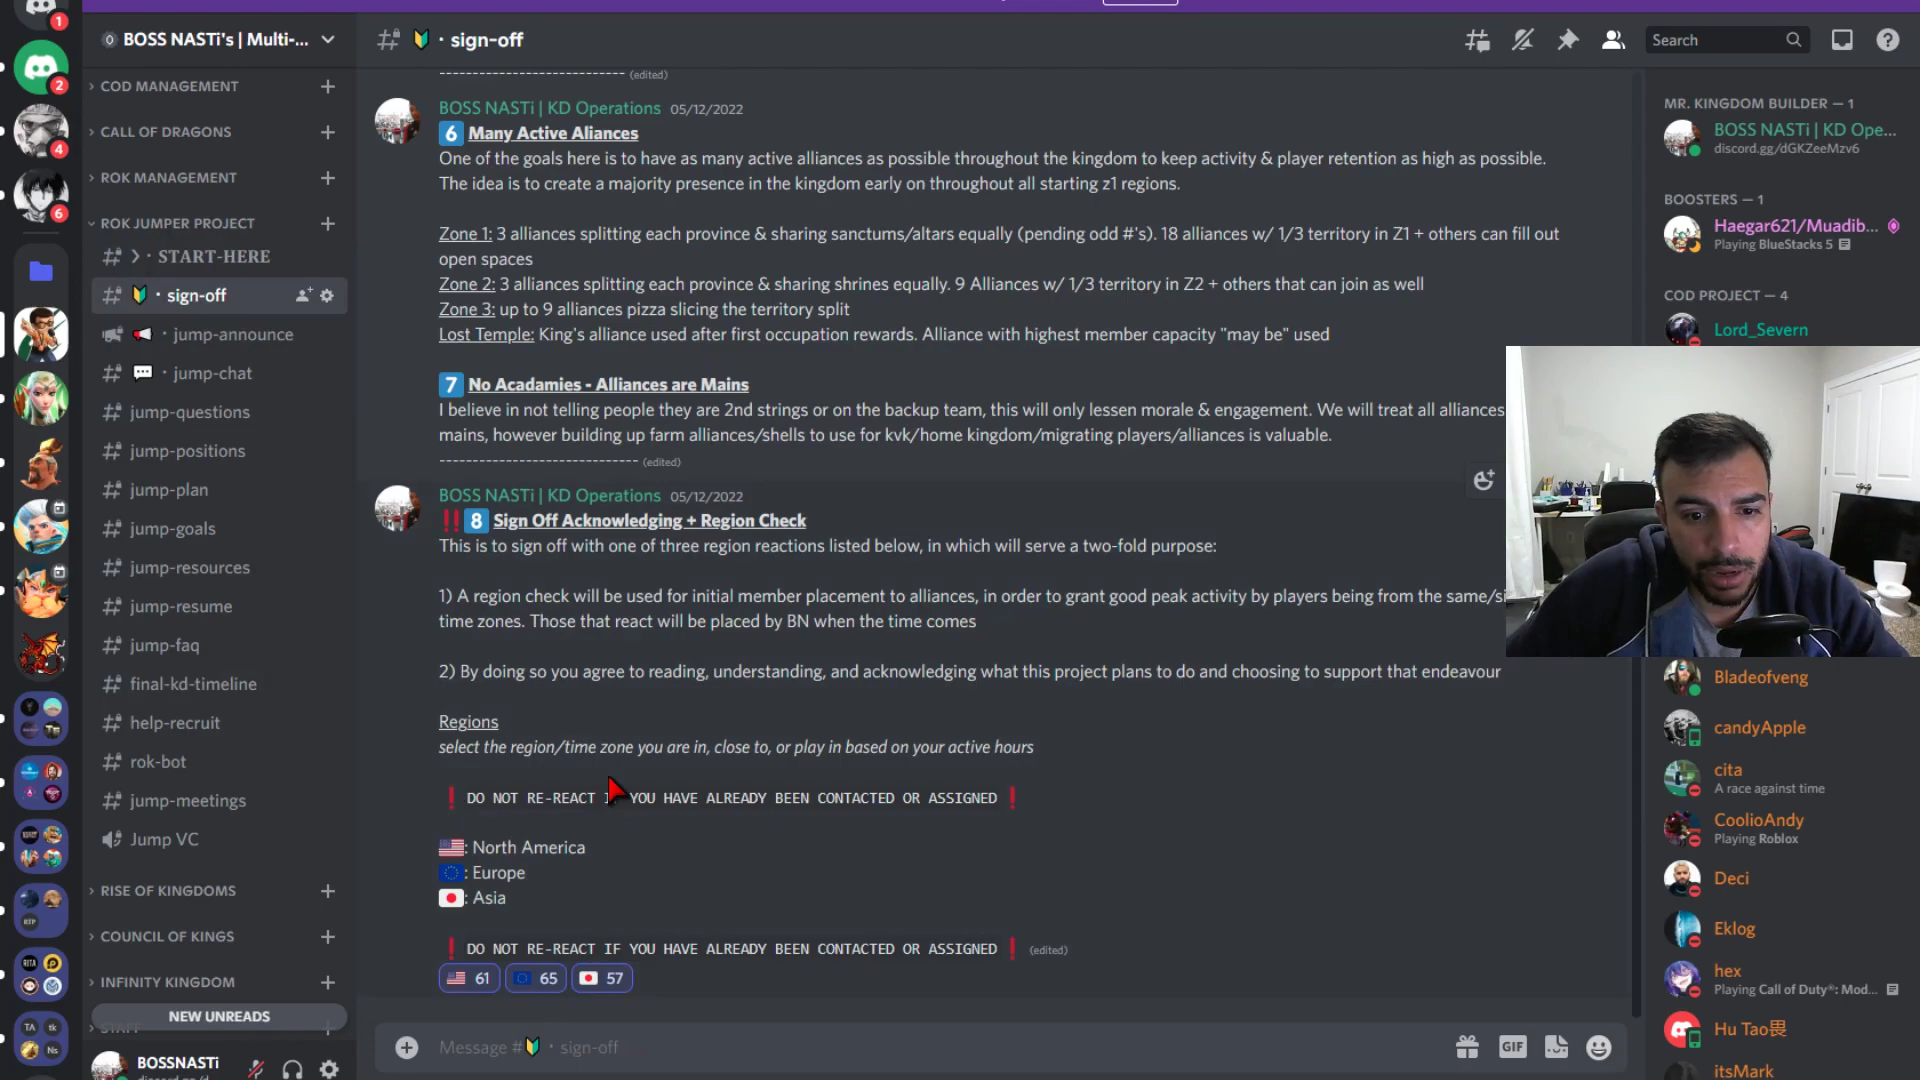 BOSS NASTi's | Multi-...
COD MANAGEMENT
CALL OF DRAGONS
ROK MANAGEMENT
ROK JUMPER PROJECT
START-HERE
sign-off
jump-announce
jump-chat
jump-questions
jump-positions
jump-plan
jump-goals
jump-resources
jump-resume
jump-faq
final-kd-timeline
help-recruit
rok-bot
jump-meetings
Jump VC
RISE OF KINGDOMS
COUNCIL OF KINGS
INFINITY KINGDOM
NEW UNREADS
BOSSNASTi
1
2
4
6
RTP
RITA
TA tk
Ns
· sign-off
Search
---------------------------- (edited)
BOSS NASTi | KD Operations 05/12/2022
6 Many Active Aliances
One of the goals here is to have as many active alliances as possible throughout the kingdom to keep activity & player retention as high as possible.
The idea is to create a majority presence in the kingdom early on throughout all starting z1 regions.
Zone 1: 3 alliances splitting each province & sharing sanctums/altars equally (pending odd #'s). 18 alliances w/ 1/3 territory in Z1 + others can fill out
open spaces
Zone 2: 3 alliances splitting each province & sharing shrines equally. 9 Alliances w/ 1/3 territory in Z2 + others that can join as well
Zone 3: up to 9 alliances pizza slicing the territory split
Lost Temple: King's alliance used after first occupation rewards. Alliance with highest member capacity "may be" used
7 No Acadamies - Alliances are Mains
I believe in not telling people they are 2nd strings or on the backup team, this will only lessen morale & engagement. We will treat all alliances
mains, however building up farm alliances/shells to use for kvk/home kingdom/migrating players/alliances is valuable.
------------------------------ (edited)
BOSS NASTi | KD Operations 05/12/2022
‼️8 Sign Off Acknowledging + Region Check
This is to sign off with one of three region reactions listed below, in which will serve a two-fold purpose:
1) A region check will be used for initial member placement to alliances, in order to grant good peak activity by players being from the same/si
time zones. Those that react will be placed by BN when the time comes
2) By doing so you agree to reading, understanding, and acknowledging what this project plans to do and choosing to support that endeavour
Regions
select the region/time zone you are in, close to, or play in based on your active hours
❗ DO NOT RE-REACT YOU HAVE ALREADY BEEN CONTACTED OR ASSIGNED ❗
: North America
: Europe
: Asia
❗ DO NOT RE-REACT IF YOU HAVE ALREADY BEEN CONTACTED OR ASSIGNED ❗ (edited)
61 65 57
Message # · sign-off
GIF
MR. KINGDOM BUILDER — 1
BOSS NASTi | KD Ope...
discord.gg/dGKZeeMzv6
BOOSTERS — 1
Haegar621/Muadib...
Playing BlueStacks 5
COD PROJECT — 4
Lord_Severn
Bladeofveng
candyApple
cita
A race against time
CoolioAndy
Playing Roblox
Deci
Eklog
hex
Playing Call of Duty®: Mod...
Hu Tao畏
itsMark